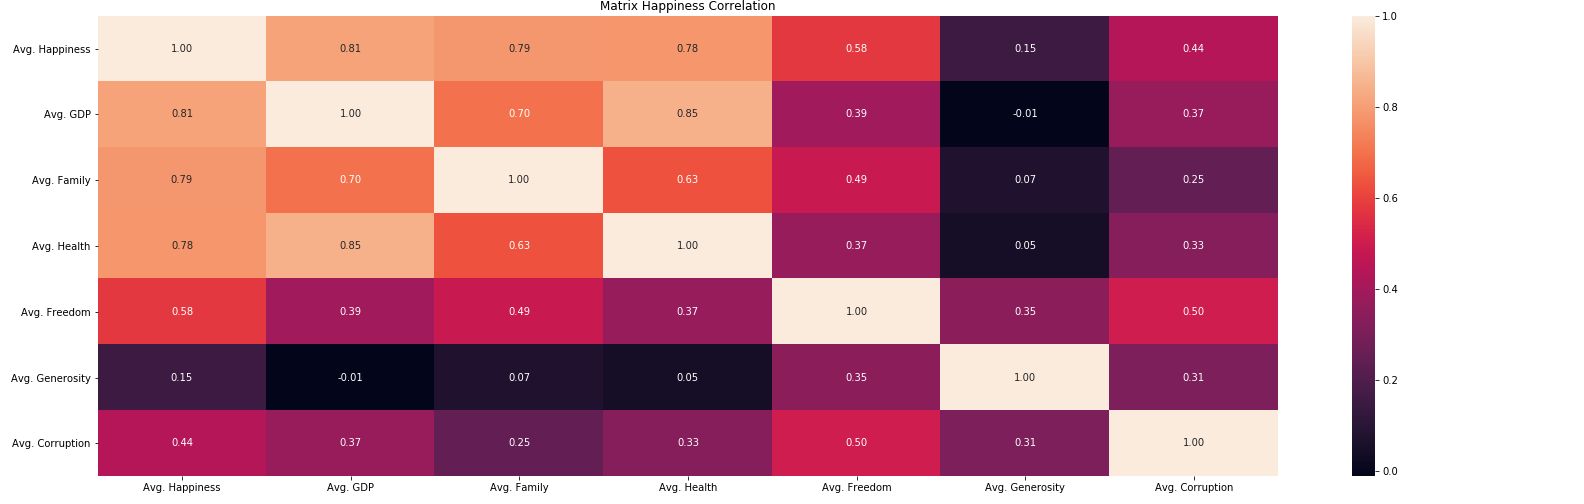 Matrix Happiness Correlation
Avg. Happiness 1.00 0.81 0.79 0.78 0.58 0.15 0.44
Avg. GDP 0.81 1.00 0.70 0.85 0.39 -0.01 0.37
Avg. Family 0.79 0.70 1.00 0.63 0.49 0.07 0.25
Avg. Health 0.78 0.85 0.63 1.00 0.37 0.05 0.33
Avg. Freedom 0.58 0.39 0.49 0.37 1.00 0.35 0.50
Avg. Generosity 0.15 -0.01 0.07 0.05 0.35 1.00 0.31
Avg. Corruption 0.44 0.37 0.25 0.33 0.50 0.31 1.00
Avg. Happiness Avg. GDP Avg. Family Avg. Health Avg. Freedom Avg. Generosity Avg. Corruption
1.0
0.8
0.6
0.4
0.2
0.0